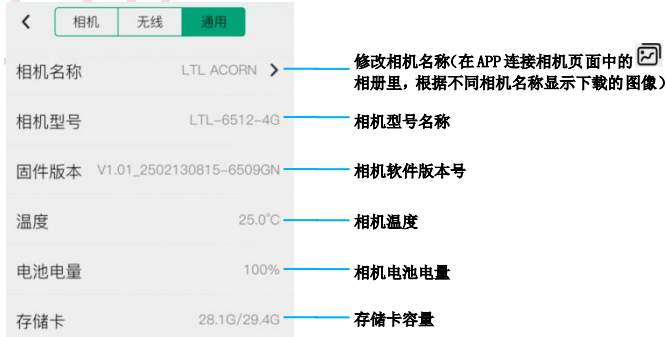 相机 无线 通用
相机名称 LTL ACORN
修改相机名称(在APP连接相机页面中的
相册里，根据不同相机名称显示下载的图像)
相机型号 LTL-6512-4G 相机型号名称
固件版本 V1.01_2502130815-6509GN 相机软件版本号
温度 25.0°C 相机温度
电池电量 100% 相机电池电量
存储卡 28.1G/29.4G 存储卡容量